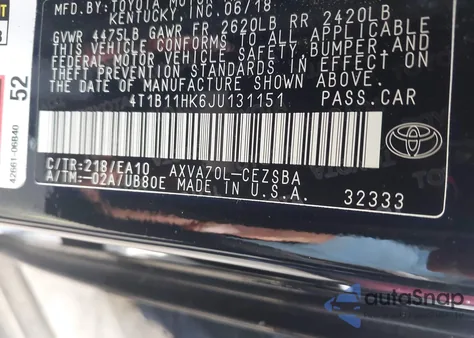 MFD. BY: TOYOTA MOTOR
KENTUCKY, INC. 06/18
GVWR 4475LB GAWR FR 2620LB RR 2420LB
THIS VEHICLE CONFORMS TO ALL APPLICABLE
FEDERAL MOTOR VEHICLE SAFETY, BUMPER, AND
THEFT PREVENTION STANDARDS IN EFFECT ON
THE DATE OF MANUFACTURE SHOWN ABOVE.
4T1B11HK6JU131151 PASS.CAR
C/TR:218/EA10 AXVA70L-CEZSBA
A/TM:-02A/UB80E MADE IN U.S.A.
32333
52
42661-06B40
autoSnap